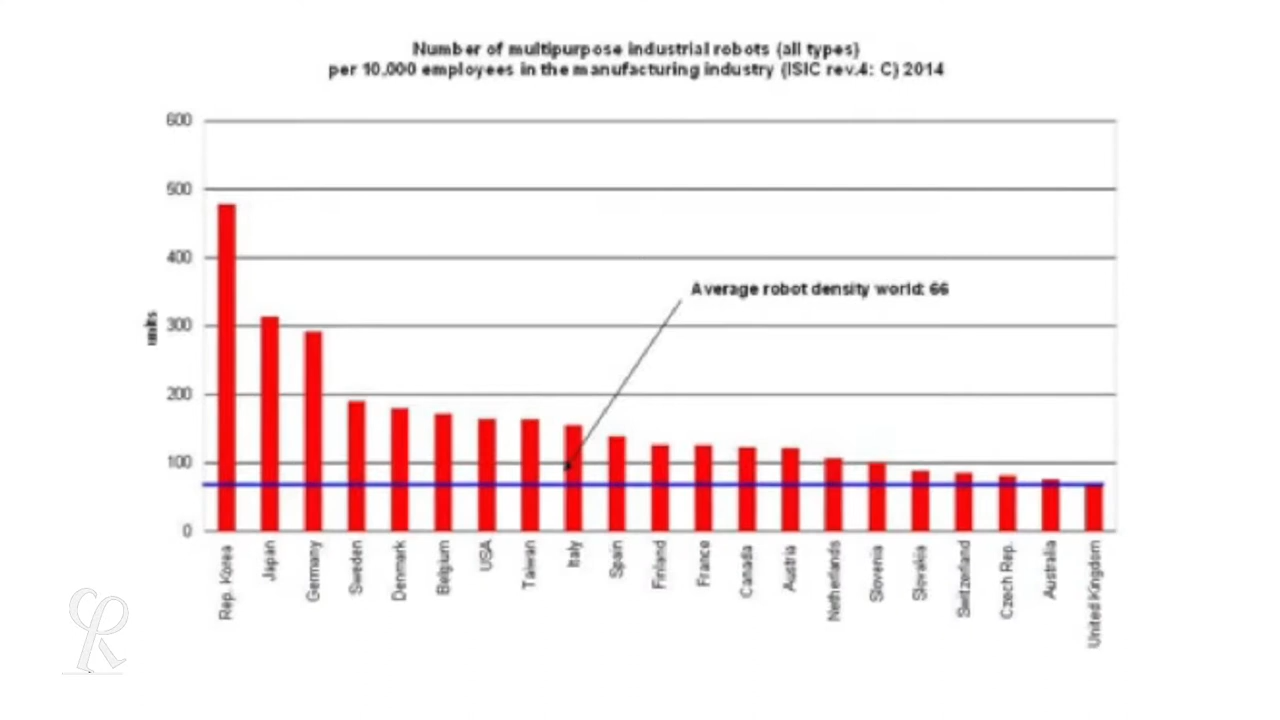 Number of multipurpose industrial robots (all types)
per 10,000 employees in the manufacturing industry (ISIC rev.4: C) 2014
600
500
400
300
200
100
0
units
Average robot density world: 66
Rep. Korea
Japan
Germany
Sweden
Denmark
Belgium
USA
Taiwan
Italy
Spain
Finland
France
Canada
Austria
Netherlands
Slovenia
Slovakia
Switzerland
Czech Rep.
Australia
United Kingdom